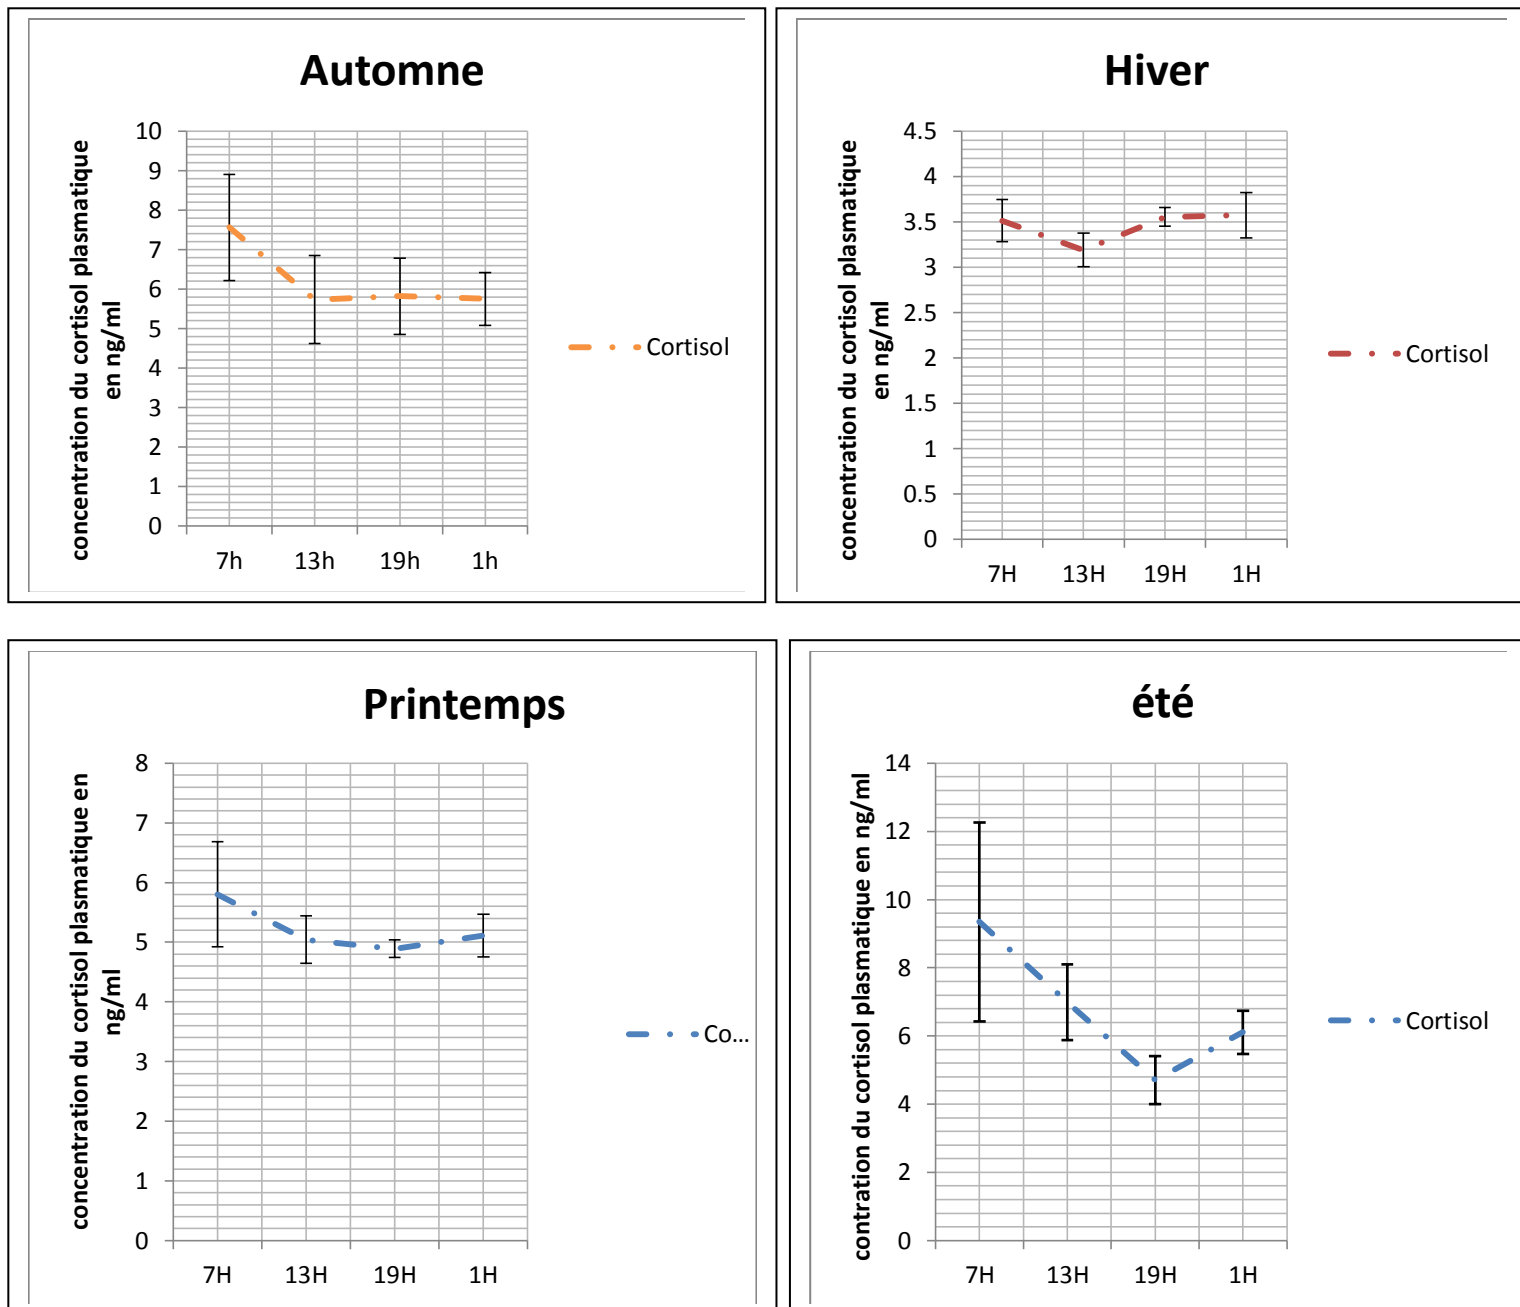 Automne
concentration du cortisol plasmatique
en ng/ml
10
9
8
7
6
5
4
3
2
1
0
7h 13h 19h 1h
Cortisol
Hiver
concentration du cortisol plasmatique
en ng/ml
4.5
4
3.5
3
2.5
2
1.5
1
0.5
0
7H 13H 19H 1H
Cortisol
Printemps
concentration du cortisol plasmatique en
ng/ml
8
7
6
5
4
3
2
1
0
7H 13H 19H 1H
Co...
été
contration du cortisol plasmatique en ng/ml
14
12
10
8
6
4
2
0
7H 13H 19H 1H
Cortisol